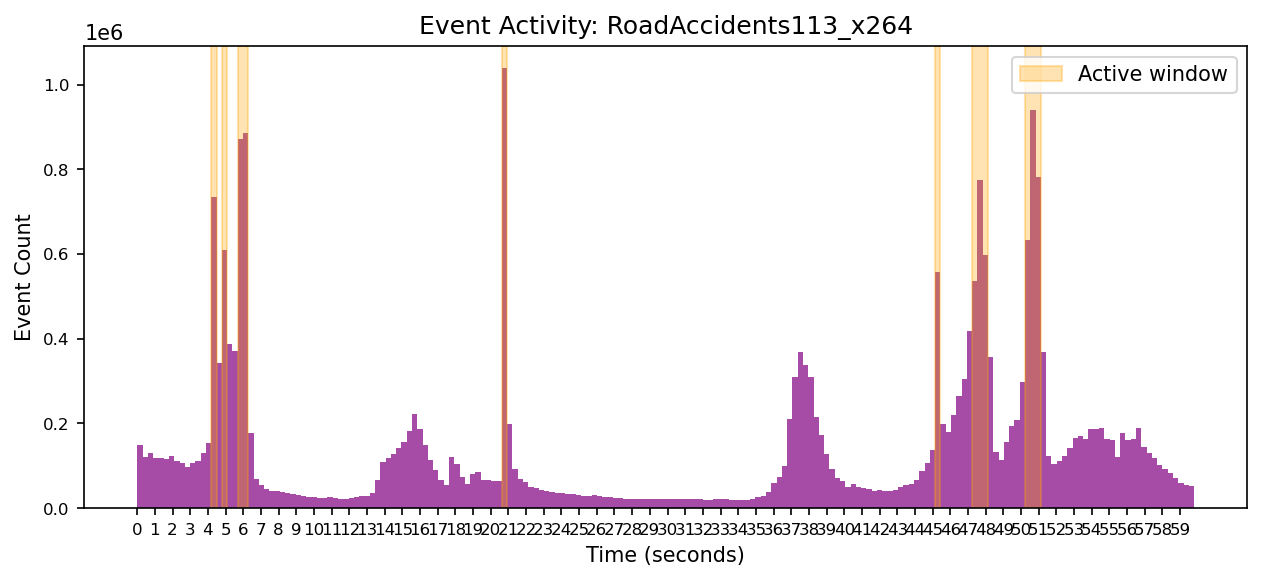 Event Activity: RoadAccidents113_x264
1e6
Active window
1.0
0.8
0.6
0.4
0.2
0.0
Event Count
0 1 2 3 4 5 6 7 8 9 10 11 12 13 14 15 16 17 18 19 20 21 22 23 24 25 26 27 28 29 30 31 32 33 34 35 36 37 38 39 40 41 42 43 44 45 46 47 48 49 50 51 52 53 54 55 56 57 58 59
Time (seconds)